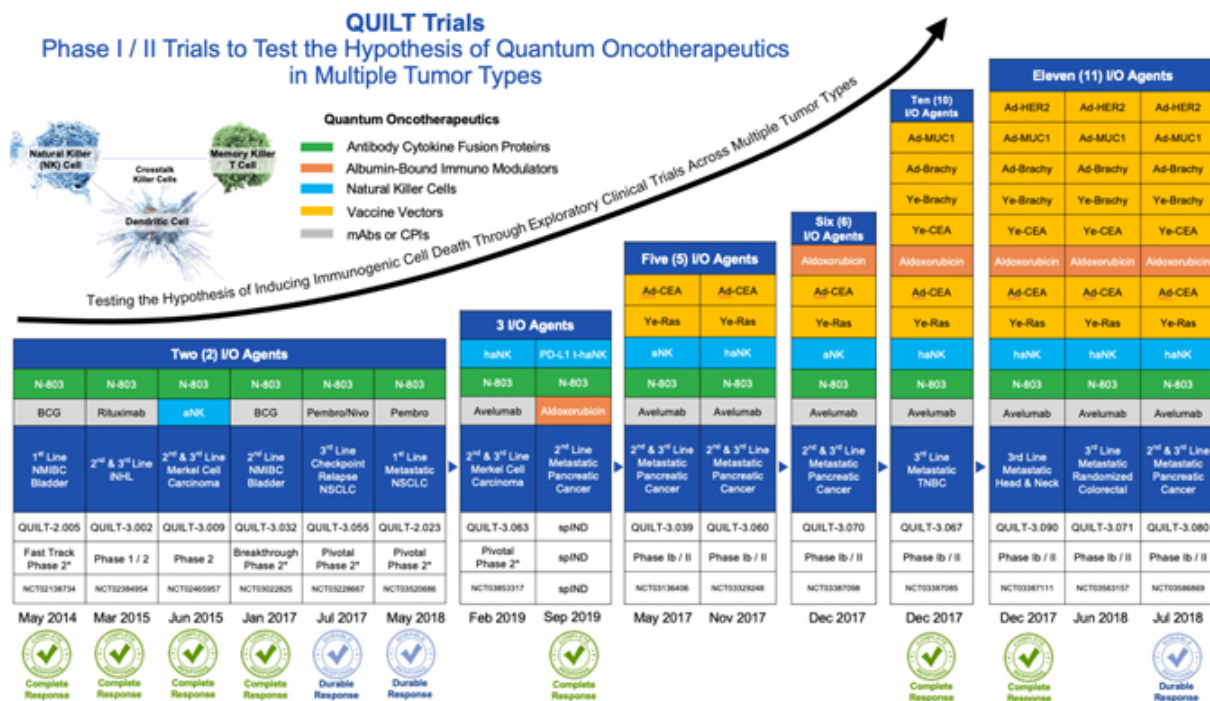 QUILT Trials
Phase I / II Trials to Test the Hypothesis of Quantum Oncotherapeutics
in Multiple Tumor Types
Natural Killer
(NK) Cell
Memory Killer
T Cell
Crosstalk
Killer Cells
Dendritic Cell
Quantum Oncotherapeutics
Antibody Cytokine Fusion Proteins
Albumin-Bound Immuno Modulators
Natural Killer Cells
Vaccine Vectors
mAbs or CPIs
Testing the Hypothesis of Inducing Immunogenic Cell Death Through Exploratory Clinical Trials Across Multiple Tumor Types
Two (2) I/O Agents
N-803 N-803 N-803 N-803 N-803 N-803
BCG Rituximab aNK BCG Pembro/Nivo Pembro
1st Line
NMIBC
Bladder
2nd & 3rd Line
iNHL
2nd & 3rd Line
Merkel Cell
Carcinoma
2nd Line
NMIBC
Bladder
3rd Line
Checkpoint
Relapse
NSCLC
1st Line
Metastatic
NSCLC
QUILT-2.005 QUILT-3.002 QUILT-3.009 QUILT-3.032 QUILT-3.055 QUILT-2.023
Fast Track
Phase 2*
Phase 1 / 2
Phase 2
Breakthrough
Phase 2*
Pivotal
Phase 2*
Pivotal
Phase 2*
NCT02138734 NCT02384954 NCT02465957 NCT03022825 NCT03228667 NCT03520686
May 2014 Mar 2015 Jun 2015 Jan 2017 Jul 2017 May 2018
Complete
Response
Complete
Response
Complete
Response
Complete
Response
Durable
Response
Durable
Response
3 I/O Agents
haNK PD-L1 t-haNK
N-803 N-803
Avelumab Aldoxorubicin
2nd & 3rd Line
Merkel Cell
Carcinoma
2nd Line
Metastatic
Pancreatic
Cancer
QUILT-3.063 spIND
Pivotal
Phase 2*
spIND
NCT03853317 spIND
Feb 2019 Sep 2019
Complete
Response
Five (5) I/O Agents
Ad-CEA Ad-CEA
Ye-Ras Ye-Ras
aNK haNK
N-803 N-803
Avelumab Avelumab
2nd & 3rd Line
Metastatic
Pancreatic
Cancer
2nd & 3rd Line
Metastatic
Pancreatic
Cancer
QUILT-3.039 QUILT-3.060
Phase Ib / II Phase Ib / II
NCT03136406 NCT03329248
May 2017 Nov 2017
Six (6)
I/O Agents
Aldoxorubicin
Ad-CEA
Ye-Ras
aNK
N-803
Avelumab
2nd & 3rd Line
Metastatic
Pancreatic
Cancer
QUILT-3.070
Phase Ib / II
NCT03387098
Dec 2017
Ten (10)
I/O Agents
Ad-MUC1
Ad-Brachy
Ye-Brachy
Ye-CEA
Aldoxorubicin
Ad-CEA
Ye-Ras
haNK
N-803
Avelumab
3rd Line
Metastatic
TNBC
QUILT-3.067
Phase Ib / II
NCT03387085
Dec 2017
Complete
Response
Eleven (11) I/O Agents
Ad-HER2 Ad-HER2 Ad-HER2
Ad-MUC1 Ad-MUC1 Ad-MUC1
Ad-Brachy Ad-Brachy Ad-Brachy
Ye-Brachy Ye-Brachy Ye-Brachy
Ye-CEA Ye-CEA Ye-CEA
Aldoxorubicin Aldoxorubicin Aldoxorubicin
Ad-CEA Ad-CEA Ad-CEA
Ye-Ras Ye-Ras Ye-Ras
haNK haNK haNK
N-803 N-803 N-803
Avelumab Avelumab Avelumab
3rd Line
Metastatic
Head & Neck
3rd Line
Metastatic
Randomized
Colorectal
2nd & 3rd Line
Metastatic
Pancreatic
Cancer
QUILT-3.090 QUILT-3.071 QUILT-3.080
Phase Ib / II Phase Ib / II Phase Ib / II
NCT03387111 NCT03563157 NCT03586869
Dec 2017 Jun 2018 Jul 2018
Complete
Response
Durable
Response